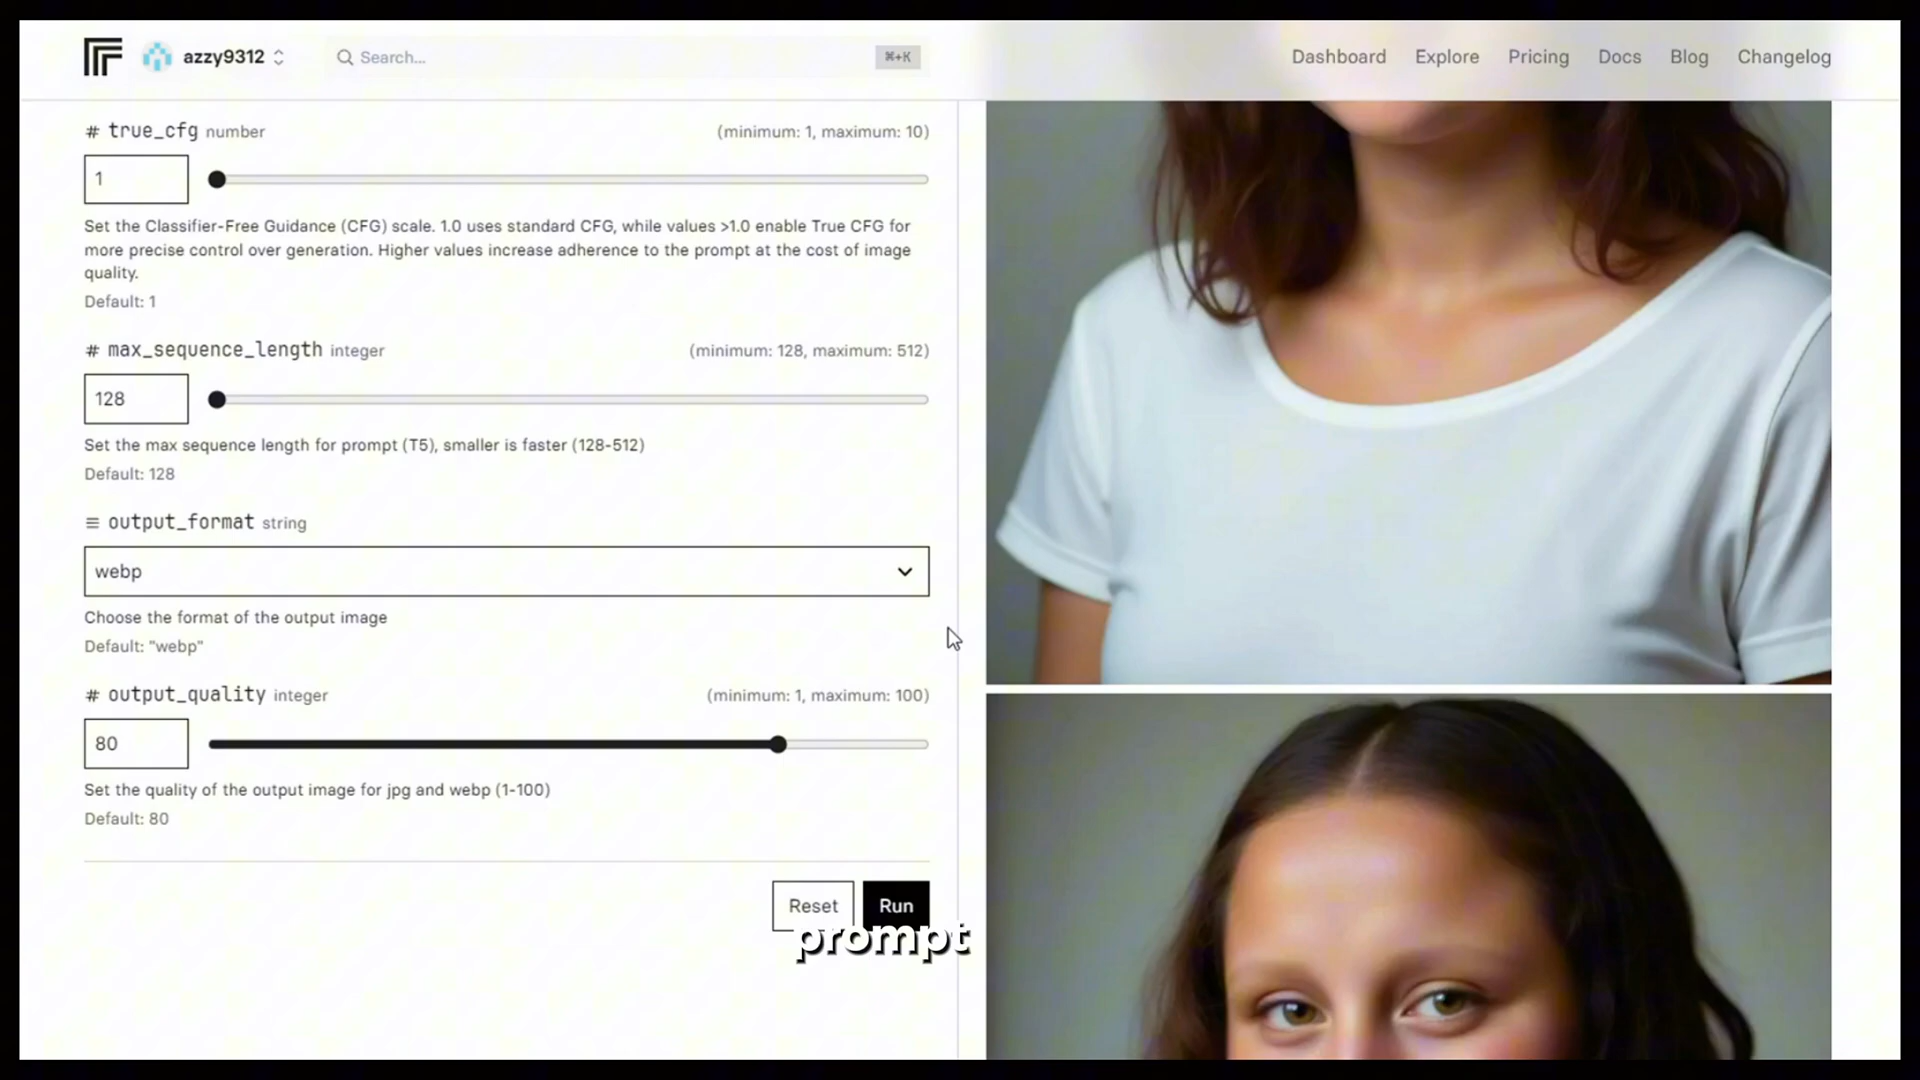 azzy9312
Search...
⌘+K
Dashboard
Explore
Pricing
Docs
Blog
Changelog
# true_cfg number
(minimum: 1, maximum: 10)
1
Set the Classifier-Free Guidance (CFG) scale. 1.0 uses standard CFG, while values >1.0 enable True CFG for
more precise control over generation. Higher values increase adherence to the prompt at the cost of image
quality.
Default: 1
# max_sequence_length integer
(minimum: 128, maximum: 512)
128
Set the max sequence length for prompt (T5), smaller is faster (128-512)
Default: 128
output_format string
webp
Choose the format of the output image
Default: "webp"
# output_quality integer
(minimum: 1, maximum: 100)
80
Set the quality of the output image for jpg and webp (1-100)
Default: 80
Reset
Run
prompt